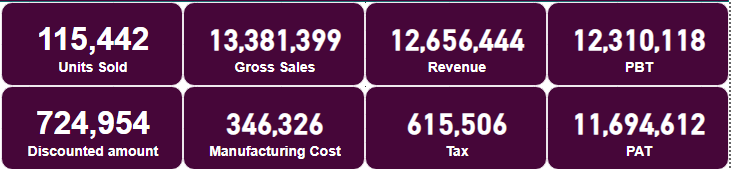 115,442
Units Sold
13,381,399
Gross Sales
12,656,444
Revenue
12,310,118
PBT
724,954
Discounted amount
346,326
Manufacturing Cost
615,506
Tax
11,694,612
PAT